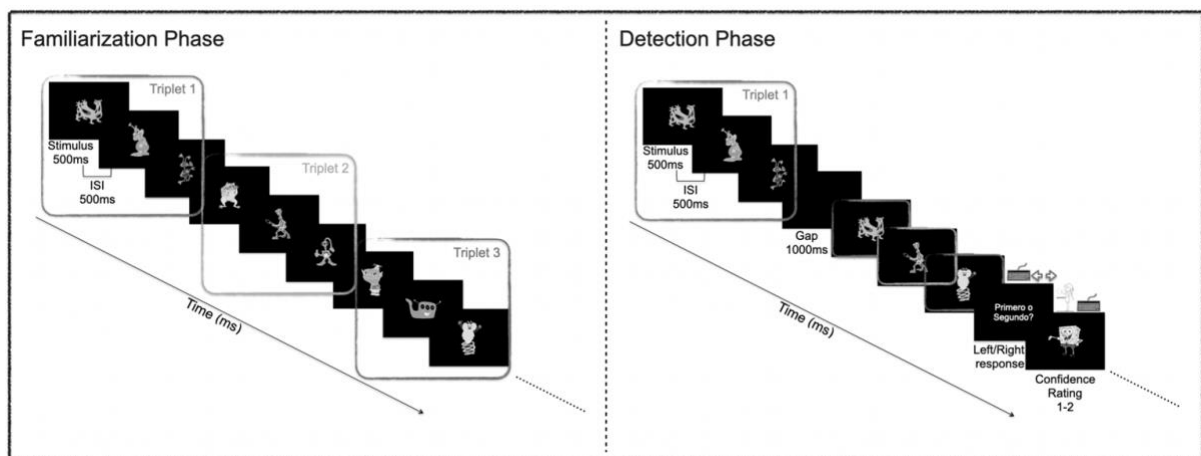 Familiarization Phase
Triplet 1
Stimulus
500ms
ISI
500ms
Triplet 2
Triplet 3
Time (ms)
Detection Phase
Triplet 1
Stimulus
500ms
ISI
500ms
Gap
1000ms
Primero o
Segundo?
Left/Right
response
Confidence
Rating
1-2
Time (ms)